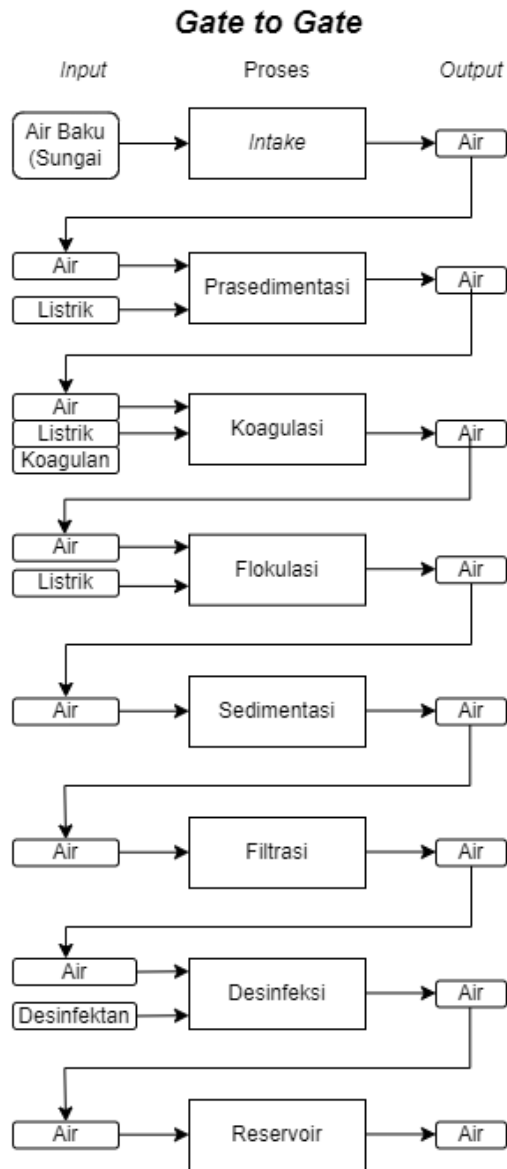 Gate to Gate
Input Proses Output
Air Baku
(Sungai
Intake
Air
Air
Listrik
Prasedimentasi
Air
Air
Listrik
Koagulan
Koagulasi
Air
Air
Listrik
Flokulasi
Air
Air
Sedimentasi
Air
Air
Filtrasi
Air
Air
Desinfektan
Desinfeksi
Air
Air
Reservoir
Air